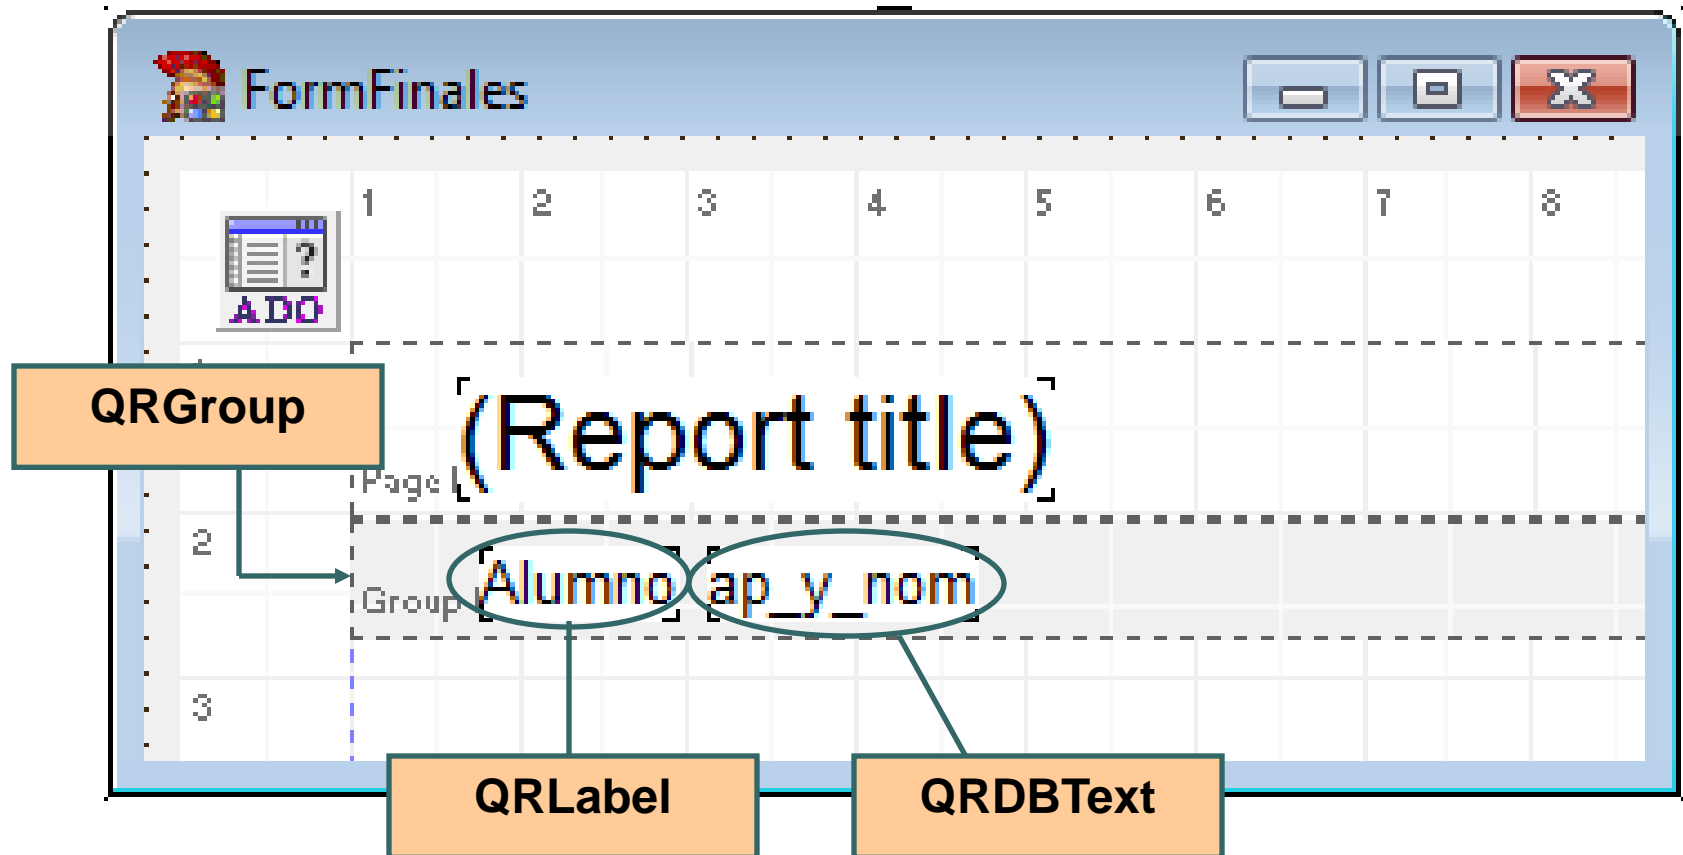 FormFinales
1 2 3 4 5 6 7 8
?
ADO
QRGroup
(Report title)
Page
2
Group
Alumno ap_y_nom
3
QRLabel QRDBText